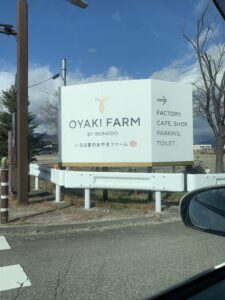 OYAKI FARM
BY IROHADO
いろは堂のおやきファーム
→
FACTORY,
CAFE, SHOP,
PARKING,
TOILET.